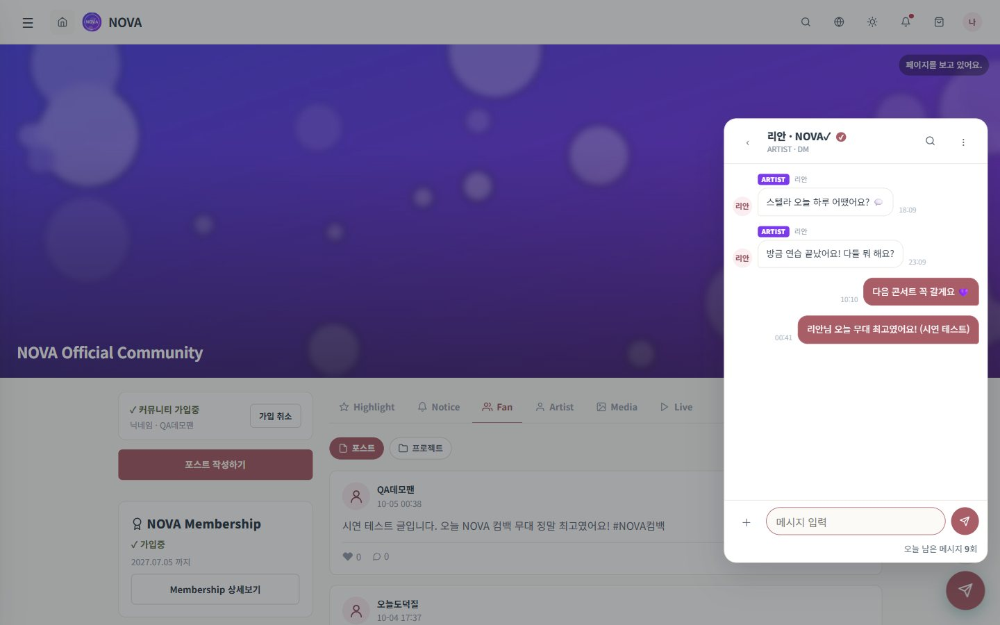 NOVA
NOVA
나
페이지를 보고 있어요.
NOVA Official Community
✓ 커뮤니티 가입중
닉네임 · QA데모팬
가입 취소
포스트 작성하기
NOVA Membership
✓ 가입중
2027.07.05 까지
Membership 상세보기
Highlight
Notice
Fan
Artist
Media
Live
포스트
프로젝트
QA데모팬
10-05 00:38
시연 테스트 글입니다. 오늘 NOVA 컴백 무대 정말 최고였어요! #NOVA컴백
0
0
오늘도덕질
10-04 17:37
리안 · NOVA✓
ARTIST · DM
ARTIST 리안
리안
스텔라 오늘 하루 어땠어요? 💬
18:09
ARTIST 리안
리안
방금 연습 끝났어요! 다들 뭐 해요?
23:09
다음 콘서트 꼭 갈게요 💜
10:10
리안님 오늘 무대 최고였어요! (시연 테스트)
00:41
메시지 입력
오늘 남은 메시지 9회